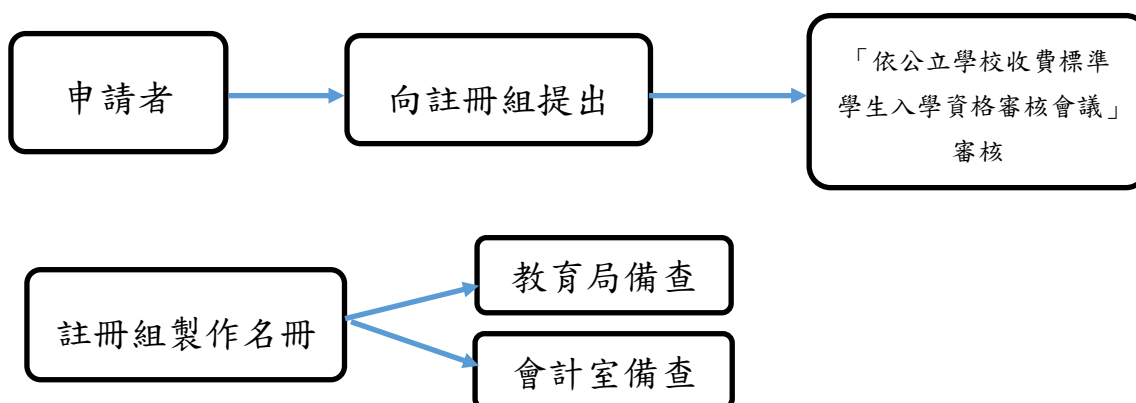 申請者
向註冊組提出
「依公立學校收費標準
學生入學資格審核會議」
審核
註冊組製作名冊
教育局備查
會計室備查